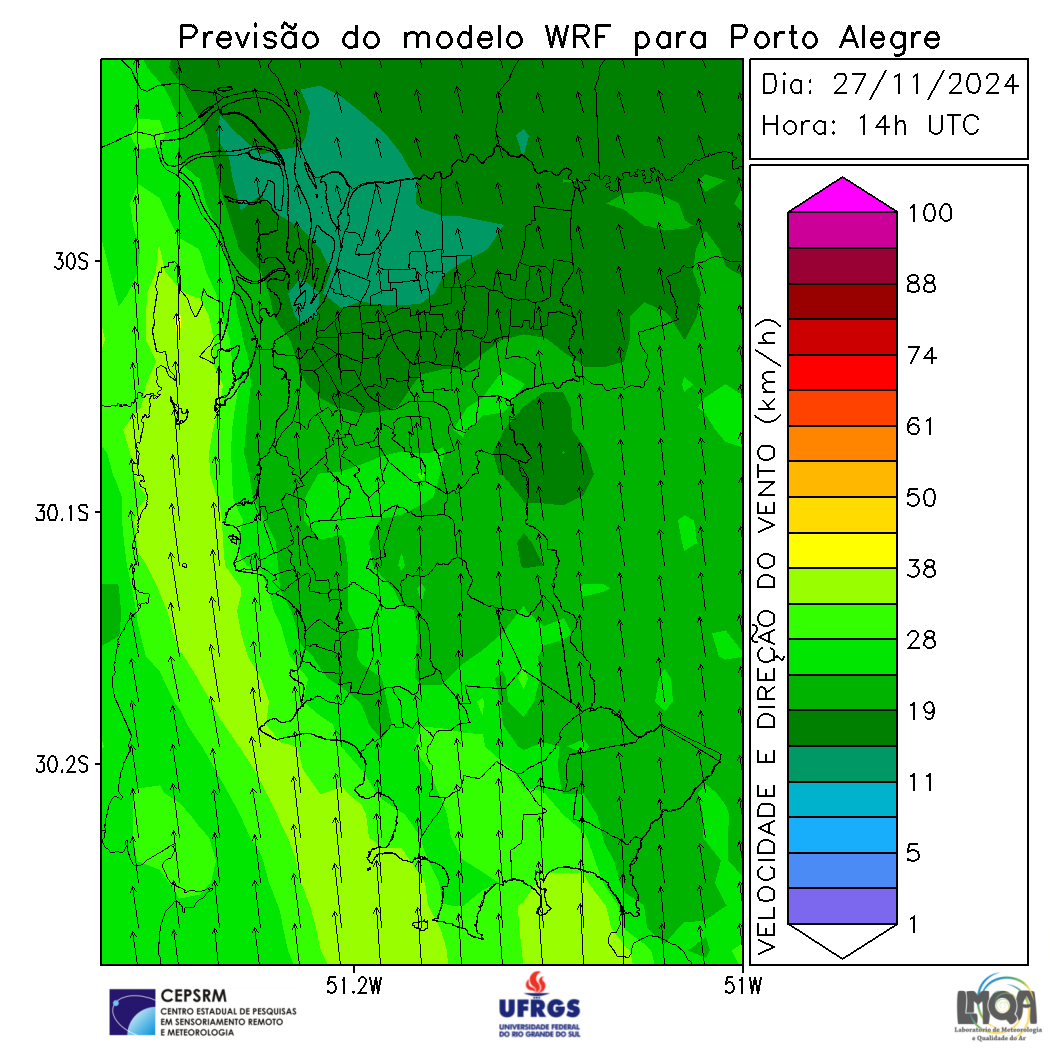 Previsão do modelo WRF para Porto Alegre
Dia: 27/11/2024
Hora: 14h UTC
30S
30.1S
30.2S
51.2W
51W
VELOCIDADE E DIREÇÃO DO VENTO (km/h)
100
88
74
61
50
38
28
19
11
5
1
CEPSRM
CENTRO ESTADUAL DE PESQUISAS
EM SENSORIAMENTO REMOTO
E METEOROLOGIA
UFRGS
UNIVERSIDADE FEDERAL
DO RIO GRANDE DO SUL
LMQA
Laboratório de Meteorologia
e Qualidade do Ar